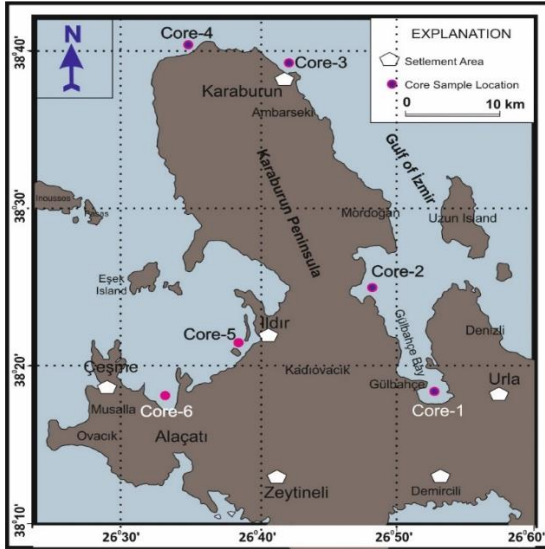 N
EXPLANATION
Setlement Area
Core Sample Location
0 10 km
38°40'
Core-4
Core-3
Karaburun
Ambarseki
Gulf of İzmir
Karaburun Peninsula
38°30'
Inoussos
Mordoğan
Uzun Island
Core-2
Eşek
Island
Core-5
Ildır
Gülbahçe Bay
Denizli
38°20'
Çeşme
Kadıovacık
Gülbahçe
Urla
Musalla
Core-6
Core-1
Ovacık
Alaçatı
Zeytineli
Demircili
38°10'
26°30'
26°40'
26°50'
26°60'